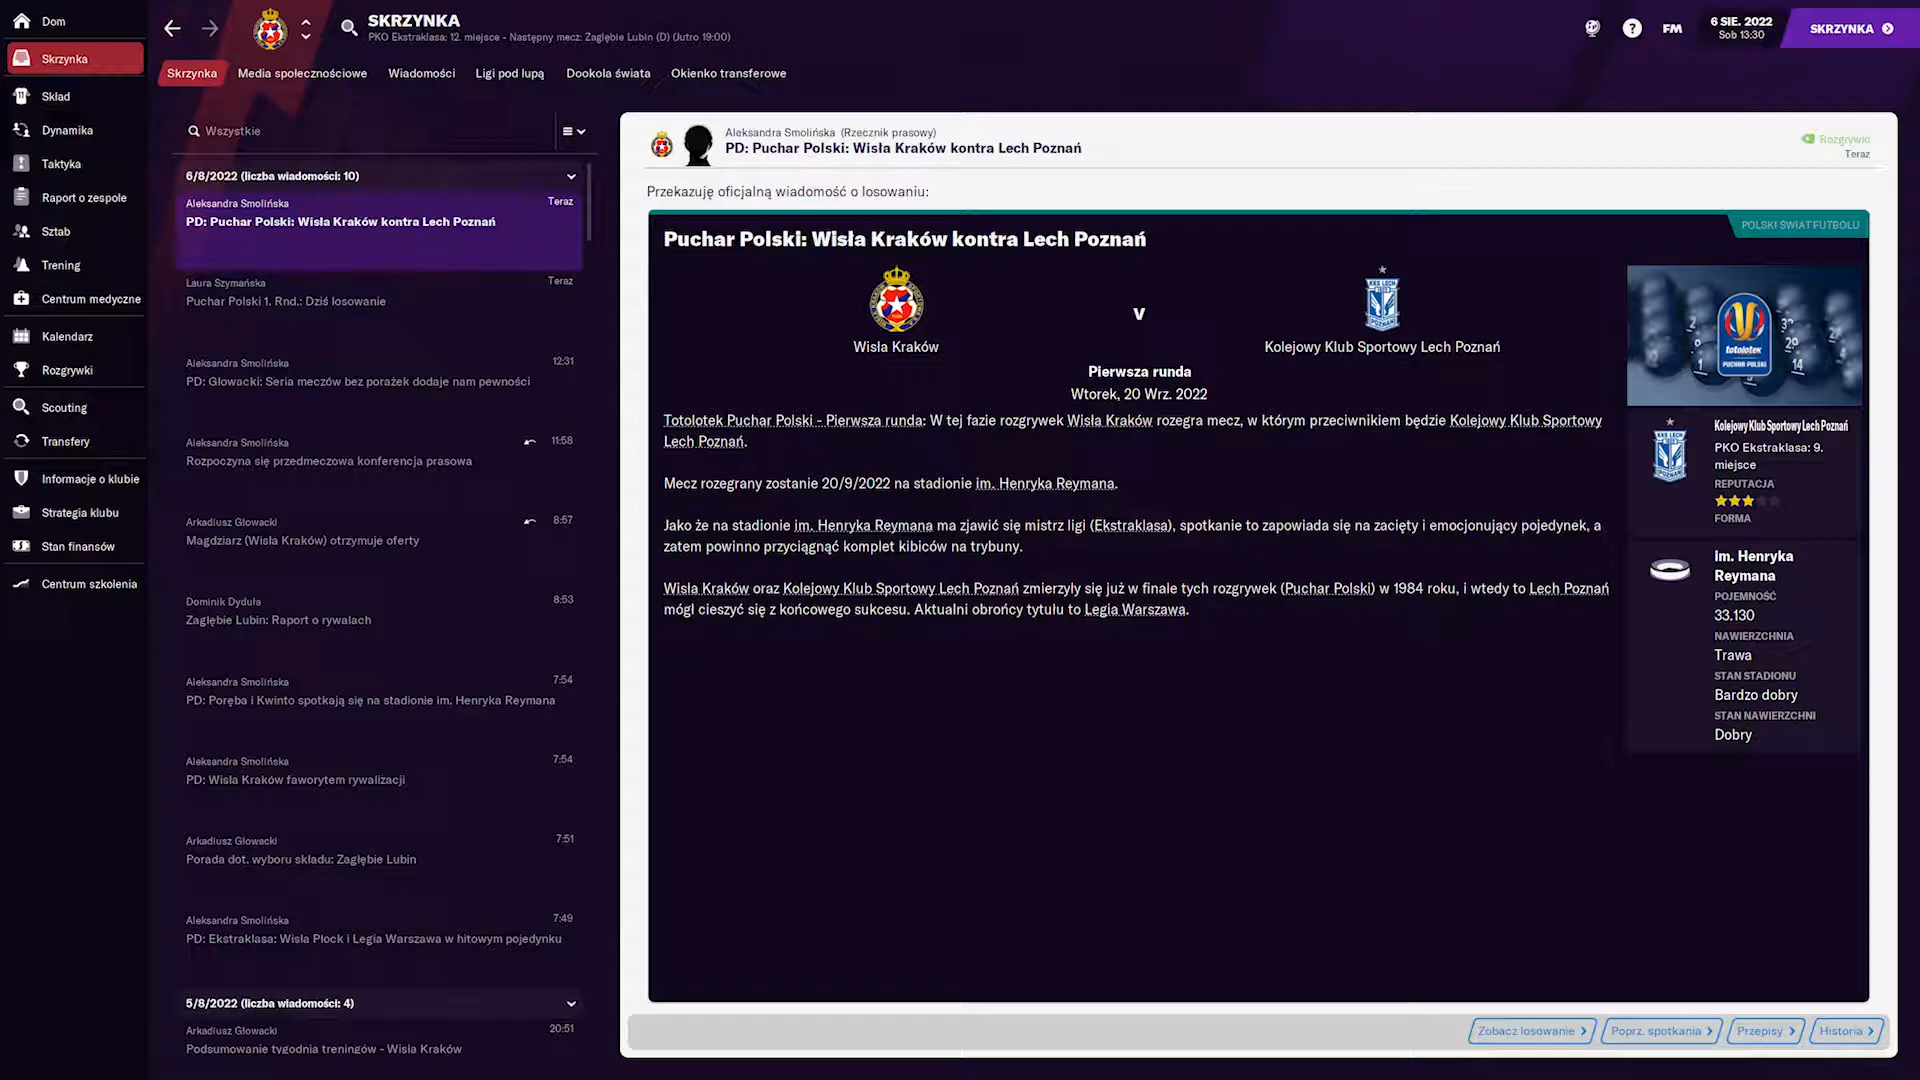 Dom
Skrzynka
Skład
Dynamika
Taktyka
Raport o zespole
Sztab
Trening
Centrum medyczne
Kalendarz
Rozgrywki
Scouting
Transfery
Informacje o klubie
Strategia klubu
Stan finansów
Centrum szkolenia
SKRZYNKA
PKO Ekstraklasa: 12. miejsce - Następny mecz: Zagłębie Lubin (D) (Jutro 19:00)
FM
6 SIE. 2022
Sob 13:30
SKRZYNKA
Skrzynka Media społecznościowe Wiadomości Ligi pod lupą Dookoła świata Okienko transferowe
Wszystkie
6/8/2022 (liczba wiadomości: 10)
Aleksandra Smolińska Teraz
PD: Puchar Polski: Wisła Kraków kontra Lech Poznań
Laura Szymańska Teraz
Puchar Polski 1. Rnd.: Dziś losowanie
Aleksandra Smolińska 12:31
PD: Głowacki: Seria meczów bez porażek dodaje nam pewności
Aleksandra Smolińska 11:58
Rozpoczyna się przedmeczowa konferencja prasowa
Arkadiusz Głowacki 8:57
Magdziarz (Wisła Kraków) otrzymuje oferty
Dominik Dyduła 8:53
Zagłębie Lubin: Raport o rywalach
Aleksandra Smolińska 7:54
PD: Poręba i Kwinto spotkają się na stadionie im. Henryka Reymana
Aleksandra Smolińska 7:54
PD: Wisła Kraków faworytem rywalizacji
Arkadiusz Głowacki 7:51
Porada dot. wyboru składu: Zagłębie Lubin
Aleksandra Smolińska 7:49
PD: Ekstraklasa: Wisła Płock i Legia Warszawa w hitowym pojedynku
5/8/2022 (liczba wiadomości: 4)
Arkadiusz Głowacki 20:51
Podsumowanie tygodnia treningów - Wisła Kraków
Aleksandra Smolińska (Rzecznik prasowy)
PD: Puchar Polski: Wisła Kraków kontra Lech Poznań
Rozgrywki
Teraz
Przekazuję oficjalną wiadomość o losowaniu:
POLSKI ŚWIAT FUTBOLU
Puchar Polski: Wisła Kraków kontra Lech Poznań
v
Wisła Kraków Kolejowy Klub Sportowy Lech Poznań
Pierwsza runda
Wtorek, 20 Wrz. 2022
Totolotek Puchar Polski - Pierwsza runda: W tej fazie rozgrywek Wisła Kraków rozegra mecz, w którym przeciwnikiem będzie Kolejowy Klub Sportowy
Lech Poznań.
Mecz rozegrany zostanie 20/9/2022 na stadionie im. Henryka Reymana.
Jako że na stadionie im. Henryka Reymana ma zjawić się mistrz ligi (Ekstraklasa), spotkanie to zapowiada się na zacięty i emocjonujący pojedynek, a
zatem powinno przyciągnąć komplet kibiców na trybuny.
Wisła Kraków oraz Kolejowy Klub Sportowy Lech Poznań zmierzyły się już w finale tych rozgrywek (Puchar Polski) w 1984 roku, i wtedy to Lech Poznań
mógł cieszyć się z końcowego sukcesu. Aktualni obrońcy tytułu to Legia Warszawa.
totolotek
PUCHAR POLSKI
Kolejowy Klub Sportowy Lech Poznań
PKO Ekstraklasa: 9.
miejsce
REPUTACJA
FORMA
im. Henryka
Reymana
POJEMNOŚĆ
33.130
NAWIERZCHNIA
Trawa
STAN STADIONU
Bardzo dobry
STAN NAWIERZCHNI
Dobry
Zobacz losowanie Poprz. spotkania Przepisy Historia